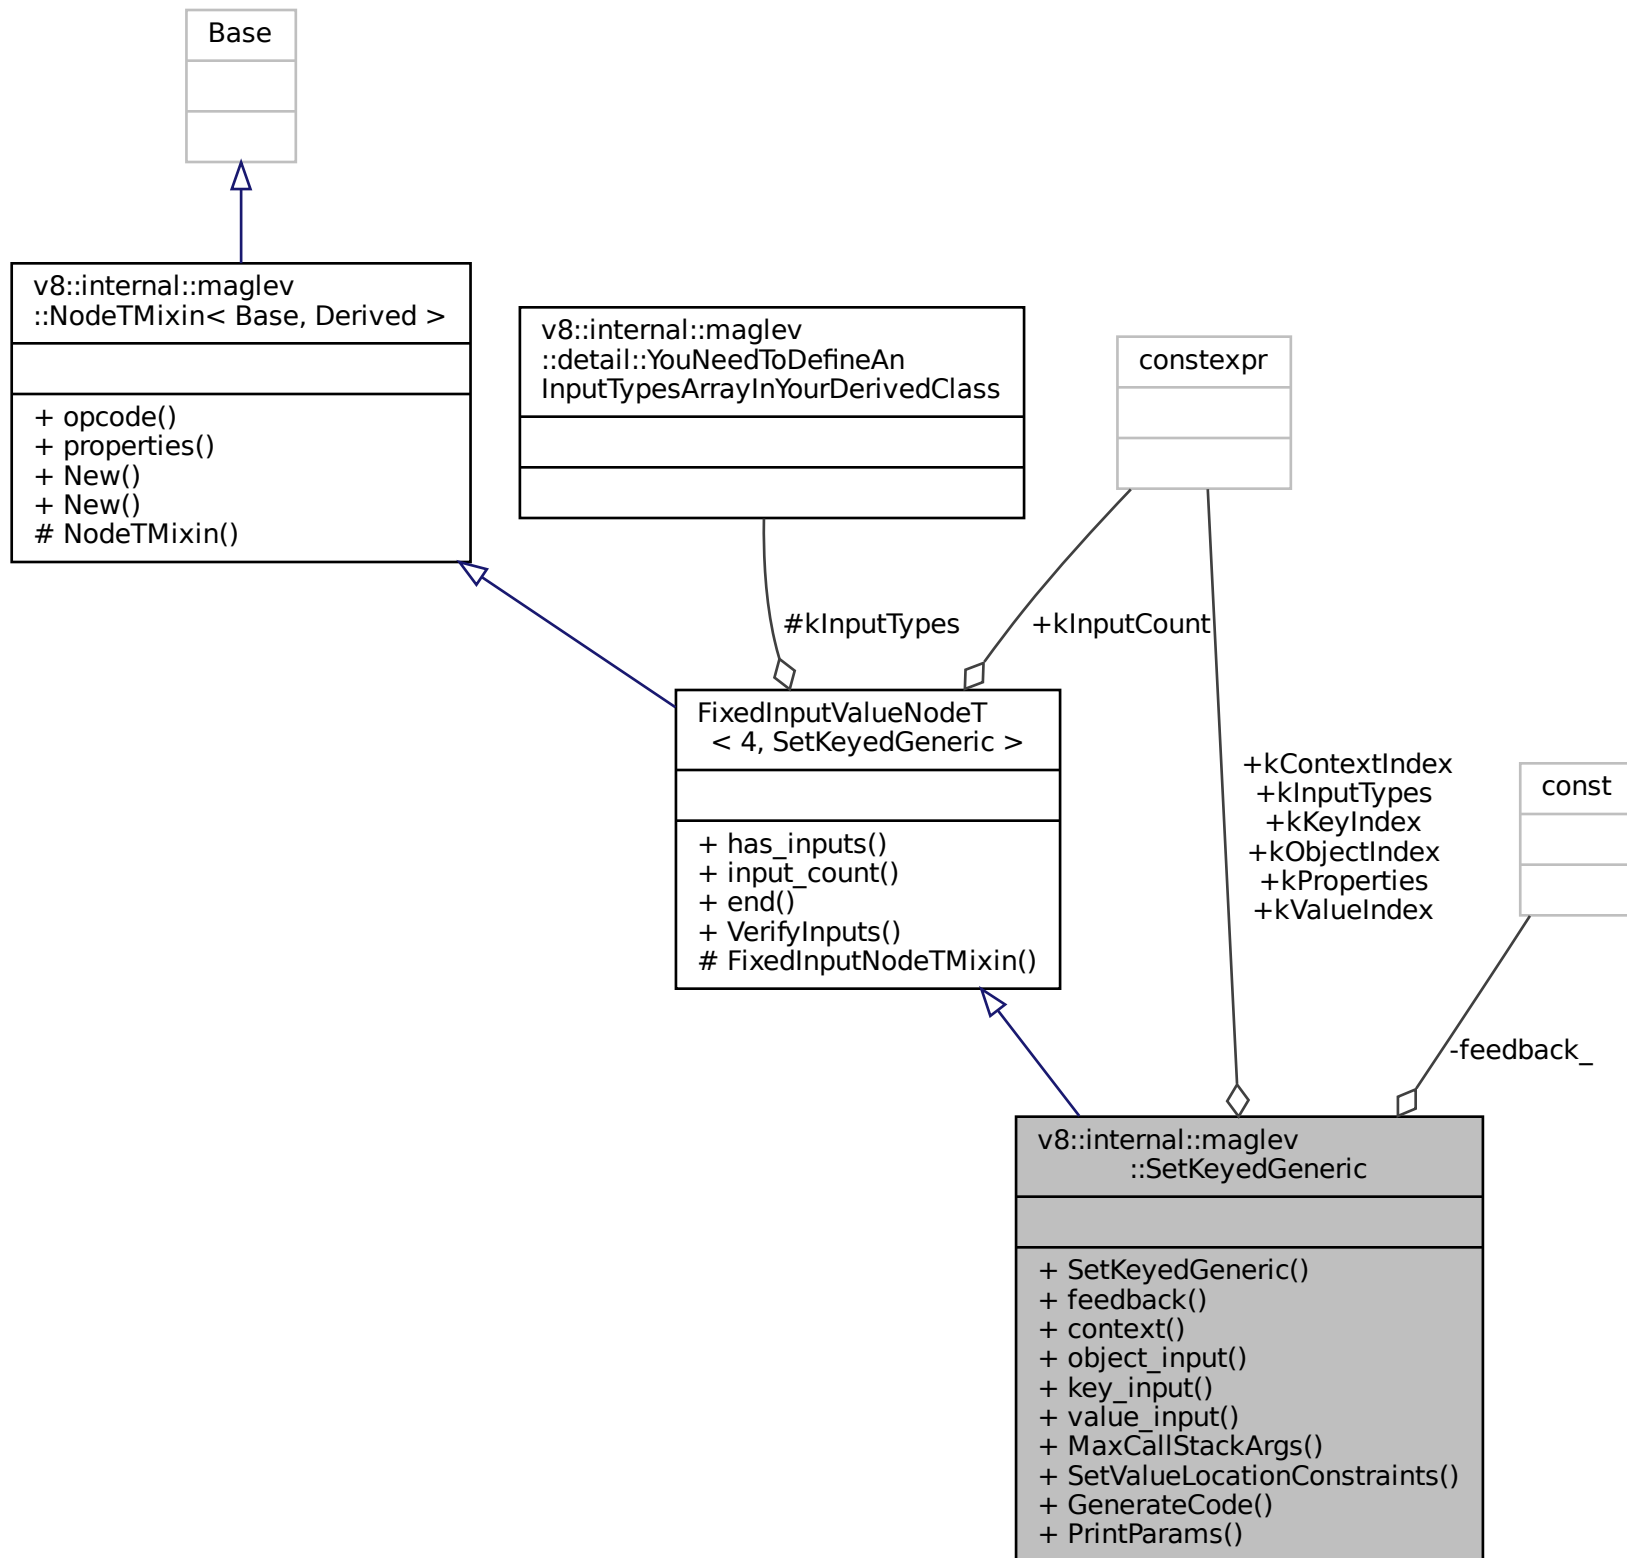 Base
v8::internal::maglev
::NodeTMixin< Base, Derived >
+ opcode()
+ properties()
+ New()
+ New()
# NodeTMixin()
v8::internal::maglev
::detail::YouNeedToDefineAn
InputTypesArrayInYourDerivedClass
constexpr
#kInputTypes
+kInputCount
FixedInputValueNodeT
< 4, SetKeyedGeneric >
+ has_inputs()
+ input_count()
+ end()
+ VerifyInputs()
# FixedInputNodeTMixin()
+kContextIndex
+kInputTypes
+kKeyIndex
+kObjectIndex
+kProperties
+kValueIndex
const
-feedback_
v8::internal::maglev
::SetKeyedGeneric
+ SetKeyedGeneric()
+ feedback()
+ context()
+ object_input()
+ key_input()
+ value_input()
+ MaxCallStackArgs()
+ SetValueLocationConstraints()
+ GenerateCode()
+ PrintParams()